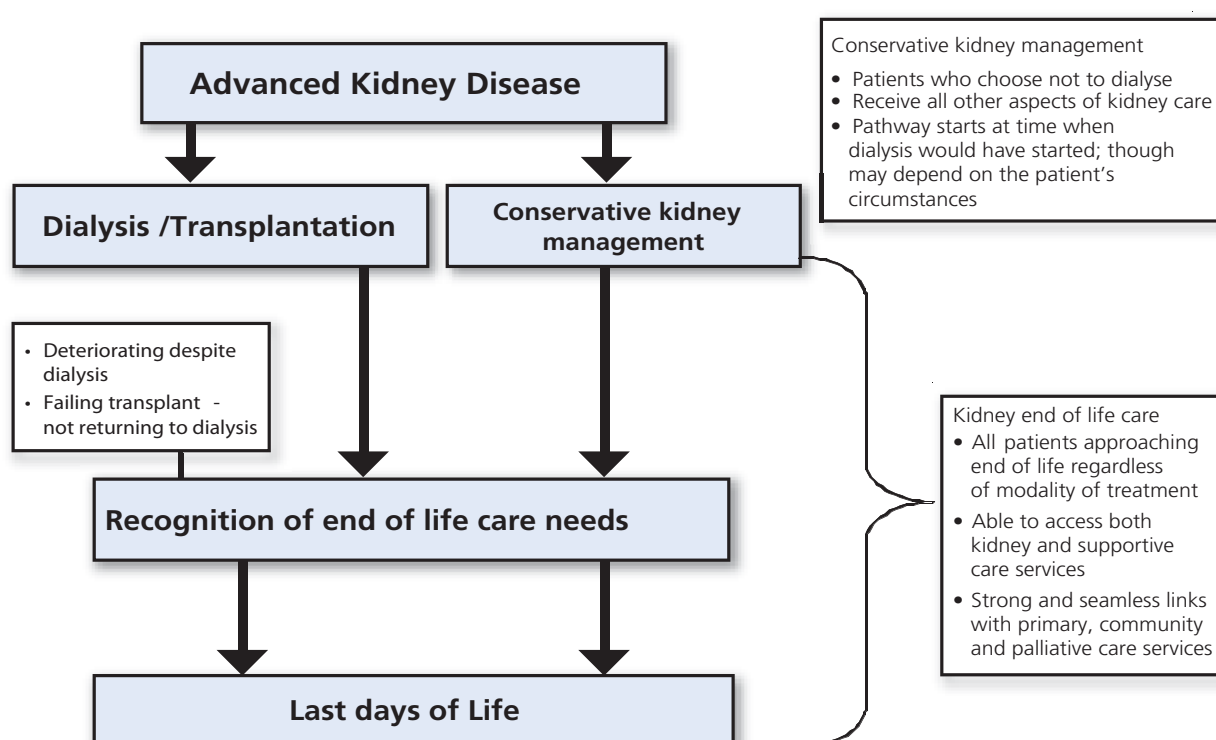 Advanced Kidney Disease
Conservative kidney management
• Patients who choose not to dialyse
• Receive all other aspects of kidney care
• Pathway starts at time when
dialysis would have started; though
may depend on the patient's
circumstances
Dialysis /Transplantation
Conservative kidney
management
• Deteriorating despite
dialysis
• Failing transplant -
not returning to dialysis
Kidney end of life care
• All patients approaching
end of life regardless
of modality of treatment
• Able to access both
kidney and supportive
care services
• Strong and seamless links
with primary, community
and palliative care services
Recognition of end of life care needs
Last days of Life